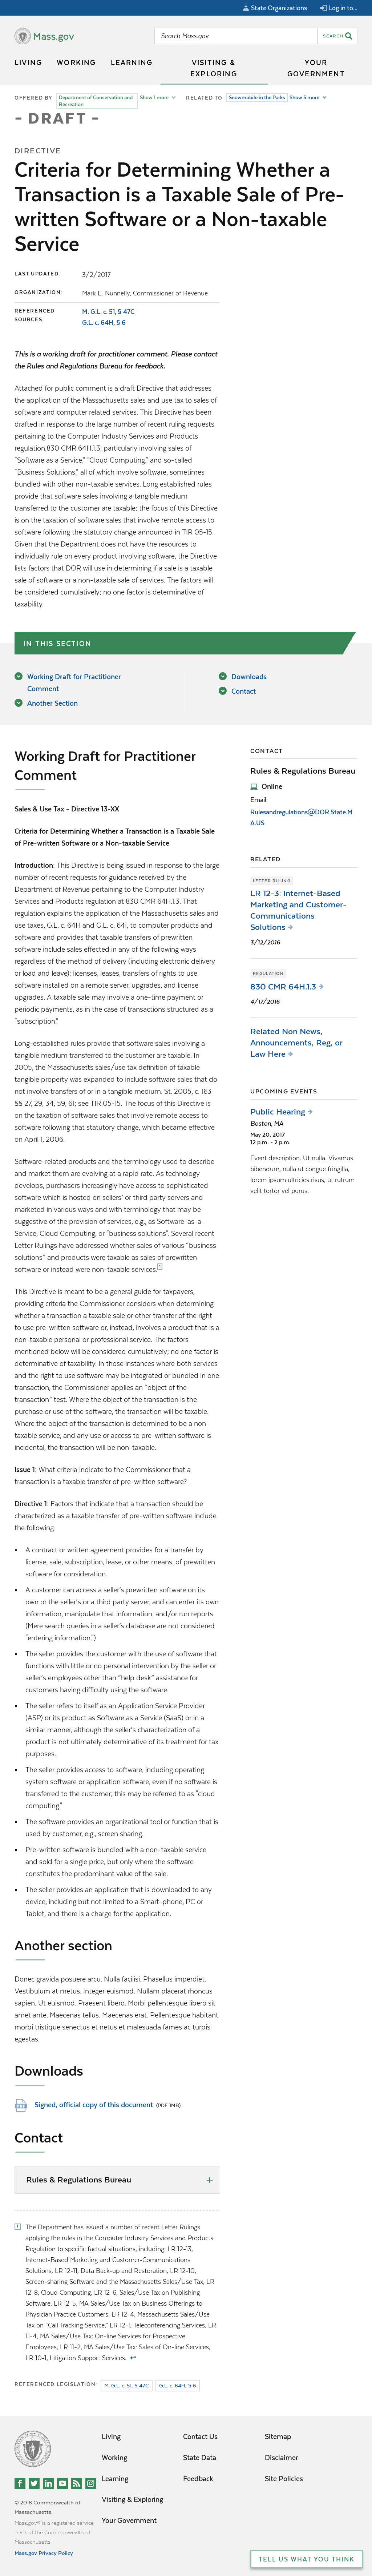 State Organizations
Log in to...
Mass.gov
Search Mass.gov
SEARCH
LIVING
WORKING
LEARNING
VISITING &
EXPLORING
YOUR
GOVERNMENT
OFFERED BY
Department of Conservation and
Recreation
Show 1 more
RELATED TO
Snowmobile in the Parks
Show 5 more
- DRAFT -
DIRECTIVE
Criteria for Determining Whether a
Transaction is a Taxable Sale of Pre-
written Software or a Non-taxable
Service
LAST UPDATED:
3/2/2017
ORGANIZATION:
Mark E. Nunnelly, Commissioner of Revenue
REFERENCED
SOURCES:
M. G.L. c. 51, § 47C
G.L. c. 64H, § 6
This is a working draft for practitioner comment. Please contact
the Rules and Regulations Bureau for feedback.
Attached for public comment is a draft Directive that addresses
the application of the Massachusetts sales and use tax to sales of
and software access related to software. This Directive has been
drafted in response to the large number of recent ruling requests
pertaining to the Computer Industry Services and Products
regulation,830 CMR 64H.1.3, particularly involving sales of
"Software as a Service," "Cloud Computing," and so-called
"Business Solutions," all of which involve software, sometimes
bundled with other non-taxable services. Long established rules
provide that software sales involving an intermediate media
transferred to the customer are taxable; the focus of this Directive
is on the taxation of software sales that involve remote access to
software following the statutory change announced in TIR 05-15.
Given that the Department does not have the resources to
individually rule on every product involving software, the Directive
lists factors that DOR will use in determining if a sale is a taxable
sale of software or a non-taxable sale of services. The factors will
be considered cumulatively; no one factor is determinative of
taxability.
IN THIS SECTION
Working Draft for Practitioner
Comment
Another Section
Downloads
Contact
Working Draft for Practitioner
Comment
Sales & Use Tax - Directive 13-XX
Criteria for Determining Whether a Transaction is a Taxable Sale
of Pre-written Software or a Non-taxable Service
Introduction: This Directive is being issued in response to the large
number of requests for guidance received by the
Department of Revenue pertaining to the Computer Industry
Services and Products regulation at 830 CMR 64H.1.3. That
regulation explains the application of the Massachusetts sales and
use taxes, G.L. c. 64H and G.L. c. 64I, to computer hardware and
software products and related services. That regulation
explains and provides that taxable transfers of prewritten
software include sales effected in any of the following ways
regardless of the method of delivery (including electronic delivery
or load and leave): licenses, leases, transfers of rights to use
software installed on a remote server, upgrades, and license
upgrades. A taxable sale may involve a one-time payment or
periodic payments, as in the case of charges structured as a
"subscription."
Long-established rules provide that software sales involving a
tangible medium transferred to the customer are taxable. In
2005, the Massachusetts sales/use tax definition of taxable
tangible property was expanded to include software sales that do
not involve transfer of or in a tangible medium. St. 2005, c. 163
§§ 27, 29, 34, 59, 61; see TIR 05-15. The focus of this Directive is
on the taxation of software sales that involve remote access to
software following the 2005 statutory change, which became effective
on April 1, 2006.
Software-related products and the terminology used to describe
and market them are evolving at a rapid rate. As technology
develops, purchasers are increasingly have access to sophisticated
software which is hosted on sellers' or third party servers, and can
be marketed in various ways and with terminology that may be
suggestive of the provision of services, e.g., as Software-as-a-
Service, Cloud Computing, or "business solutions". Several recent
Letter Rulings have addressed whether sales of various "business
solutions" and products were taxable as sales of prewritten
software or instead were non-taxable services.[1]
This Directive is meant to be a general guide for taxpayers,
providing criteria the Commissioner considers when determining
whether a transaction a taxable sale or other transfer of the right
to use pre-written software or, instead, involves a product that is a
non-taxable personal or professional service. The factors
mentioned below will be considered cumulatively; no one factor is
determinative of taxability. In instances where both services
and the right to use software may be integrated or bundled in one
transaction, the Commissioner applies an "object of the
transaction" test. Where the object of the transaction is the
purchase or use of the software, the transaction will be taxable.
Where the object of the transaction is determined to be a non-
taxable service, and any use or access to pre-written software is
incidental, the transaction will be non-taxable.
Issue 1: What criteria indicate to the Commissioner that a
transaction is a taxable transfer of pre-written software?
Directive 1: Factors that indicate that a transaction should be
characterized as a taxable transfer of pre-written software include
the following:
A contract or written agreement provides for a transfer by
license, sale, subscription, lease, or other means, of prewritten
software for consideration.
A customer can access a seller's prewritten software on its
own or on the seller's or a third party server, and can enter its own
information, manipulate that information, and/or run reports.
(Mere search queries in a seller's database are not considered
"entering information.")
The seller provides the customer with the use of software that
functions with little or no personal intervention by the seller or
seller's employees other than "help desk" assistance for
customers having difficulty using the software.
The seller refers to itself as an Application Service Provider
(ASP) or its product as Software as a Service (SaaS) or in a
similar manner, although the seller's characterization of a
product is not determinative of its treatment for tax
purposes.
The seller provides access to software, including operating
system software or application software, even if no software is
transferred to the customer; this may be referred to as "cloud
computing."
The software provides an organizational tool or function that is
used by customer, e.g., screen sharing.
Pre-written software is bundled with a non-taxable service
and sold for a single price, but only where the software
constitutes the predominant value of the sale.
The seller provides an application that is downloaded to any
device, including but not limited to a Smart-phone, PC or
Tablet, and there is a charge for the application.
Another section
Donec gravida posuere arcu. Nulla facilisi. Phasellus imperdiet.
Vestibulum at metus. Integer euismod. Nullam placerat rhoncus
sapien. Ut euismod. Praesent libero. Morbi pellentesque libero sit
amet ante. Maecenas tellus. Maecenas erat. Pellentesque habitant
morbi tristique senectus et netus et malesuada fames ac turpis
egestas.
Downloads
Signed, official copy of this document (PDF 1MB)
Contact
Rules & Regulations Bureau
1 The Department has issued a number of recent Letter Rulings
applying the rules in the Computer Industry Services and Products
Regulation to specific factual situations, including: LR 12-13,
Internet-Based Marketing and Customer-Communications
Solutions, LR 12-11, Data Back-up and Restoration, LR 12-10,
Screen-sharing Software and the Massachusetts Sales/Use Tax, LR
12-8, Cloud Computing, LR 12-6, Sales/Use Tax on Publishing
Software, LR 12-5, MA Sales/Use Tax on Business Offerings to
Physician Practice Customers, LR 12-4, Massachusetts Sales/Use
Tax on "Call Tracking Service," LR 12-1, Teleconferencing Services, LR
11-4, MA Sales/Use Tax: On-line Services for Prospective
Employees, LR 11-2, MA Sales/Use Tax: Sales of On-line Services,
LR 10-1, Litigation Support Services. ↩
REFERENCED LEGISLATION:
M. G.L. c. 51, § 47C
G.L. c. 64H, § 6
CONTACT
Rules & Regulations Bureau
Online
Email:
Rulesandregulations@DOR.State.M
A.US
RELATED
LETTER RULING
LR 12-3: Internet-Based
Marketing and Customer-
Communications
Solutions
3/12/2016
REGULATION
830 CMR 64H.1.3
4/17/2016
Related Non News,
Announcements, Reg, or
Law Here
UPCOMING EVENTS
Public Hearing
Boston, MA
May 20, 2017
12 p.m. - 2 p.m.
Event description. Ut nulla. Vivamus
bibendum, nulla ut congue fringilla,
lorem ipsum ultricies risus, ut rutrum
velit tortor vel purus.
Living
Working
Learning
Visiting & Exploring
Your Government
Contact Us
State Data
Feedback
Sitemap
Disclaimer
Site Policies
© 2018 Commonwealth of
Massachusetts.
Mass.gov® is a registered service
mark of the Commonwealth of
Massachusetts.
Mass.gov Privacy Policy
TELL US WHAT YOU THINK